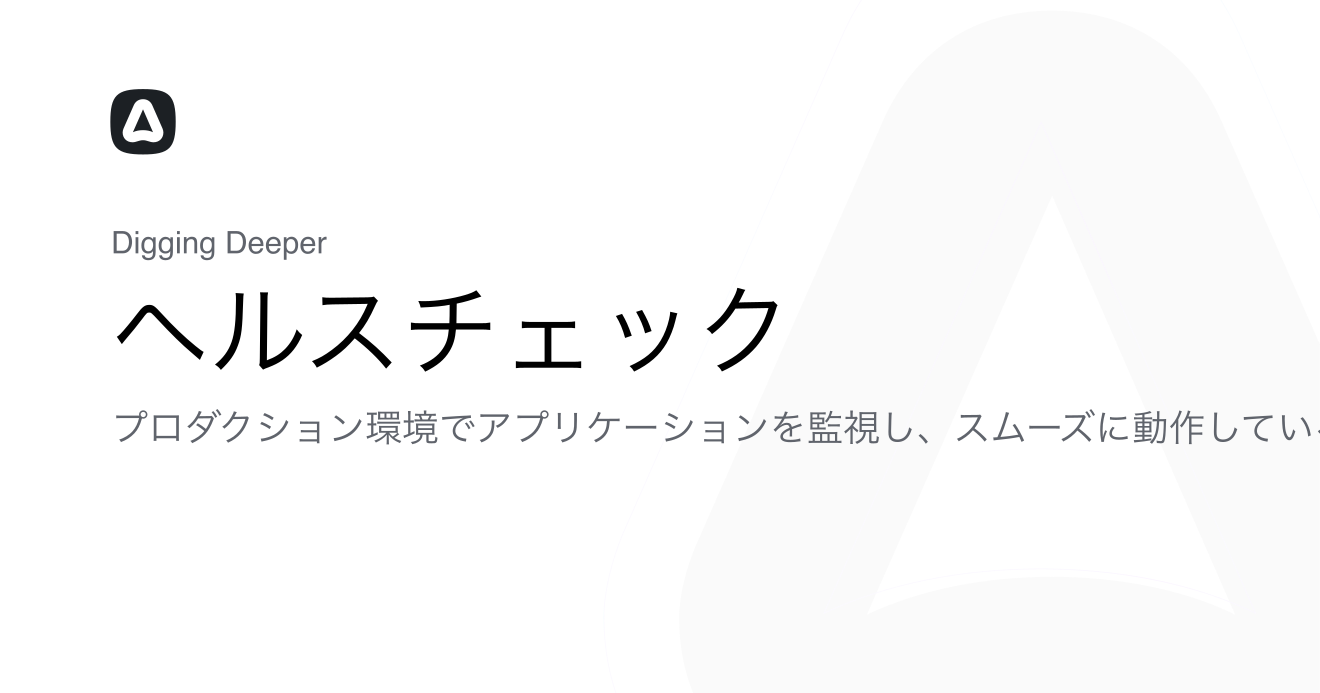 Digging Deeper
ヘルスチェック
プロダクション環境でアプリケーションを監視し、スムーズに動作してい